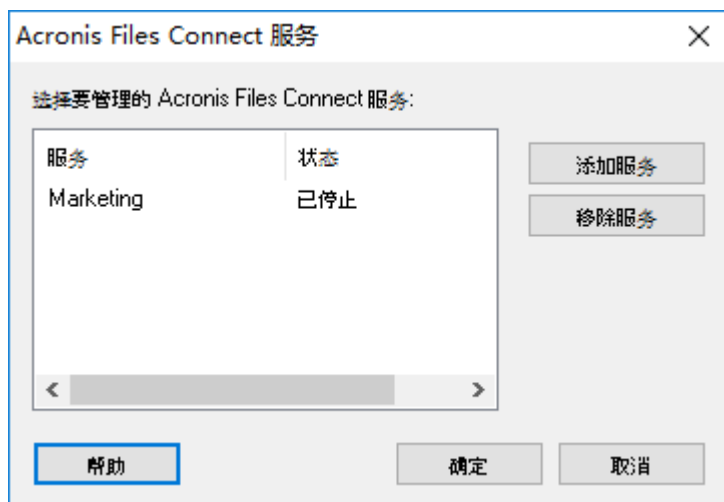 Acronis Files Connect 服务
选择要管理的 Acronis Files Connect 服务:
服务 状态
Marketing 已停止
添加服务
移除服务
帮助 确定 取消